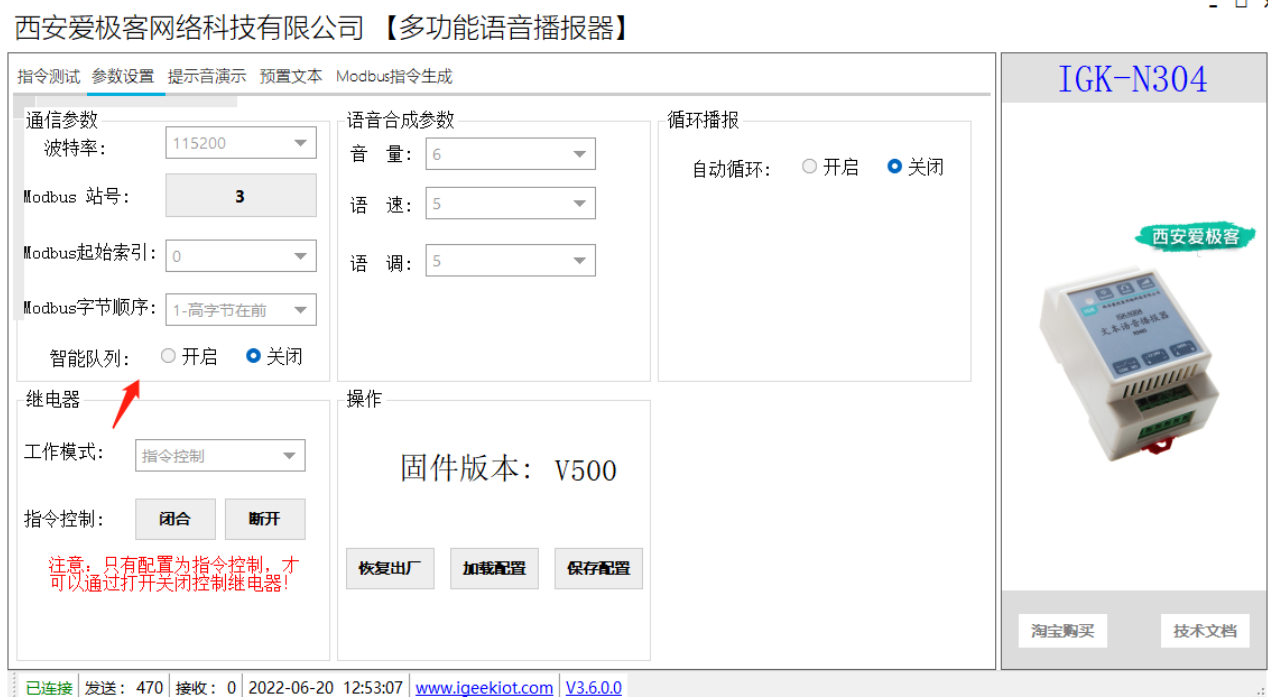 西安爱极客网络科技有限公司 【多功能语音播报器】
指令测试 参数设置 提示音演示 预置文本 Modbus指令生成
IGK-N304
通信参数
波特率: 115200
Modbus 站号: 3
Modbus起始索引: 0
Modbus字节顺序: 1-高字节在前
智能队列: 开启 关闭
语音合成参数
音 量: 6
语 速: 5
语 调: 5
循环播报
自动循环: 开启 关闭
西安爱极客
文本语音播报器
继电器
工作模式: 指令控制
指令控制: 闭合 断开
注意: 只有配置为指令控制, 才
可以通过打开关闭控制继电器!
操作
固件版本: V500
恢复出厂 加载配置 保存配置
淘宝购买 技术文档
已连接 发送: 470 接收: 0 2022-06-20 12:53:07 www.igeekiot.com V3.6.0.0